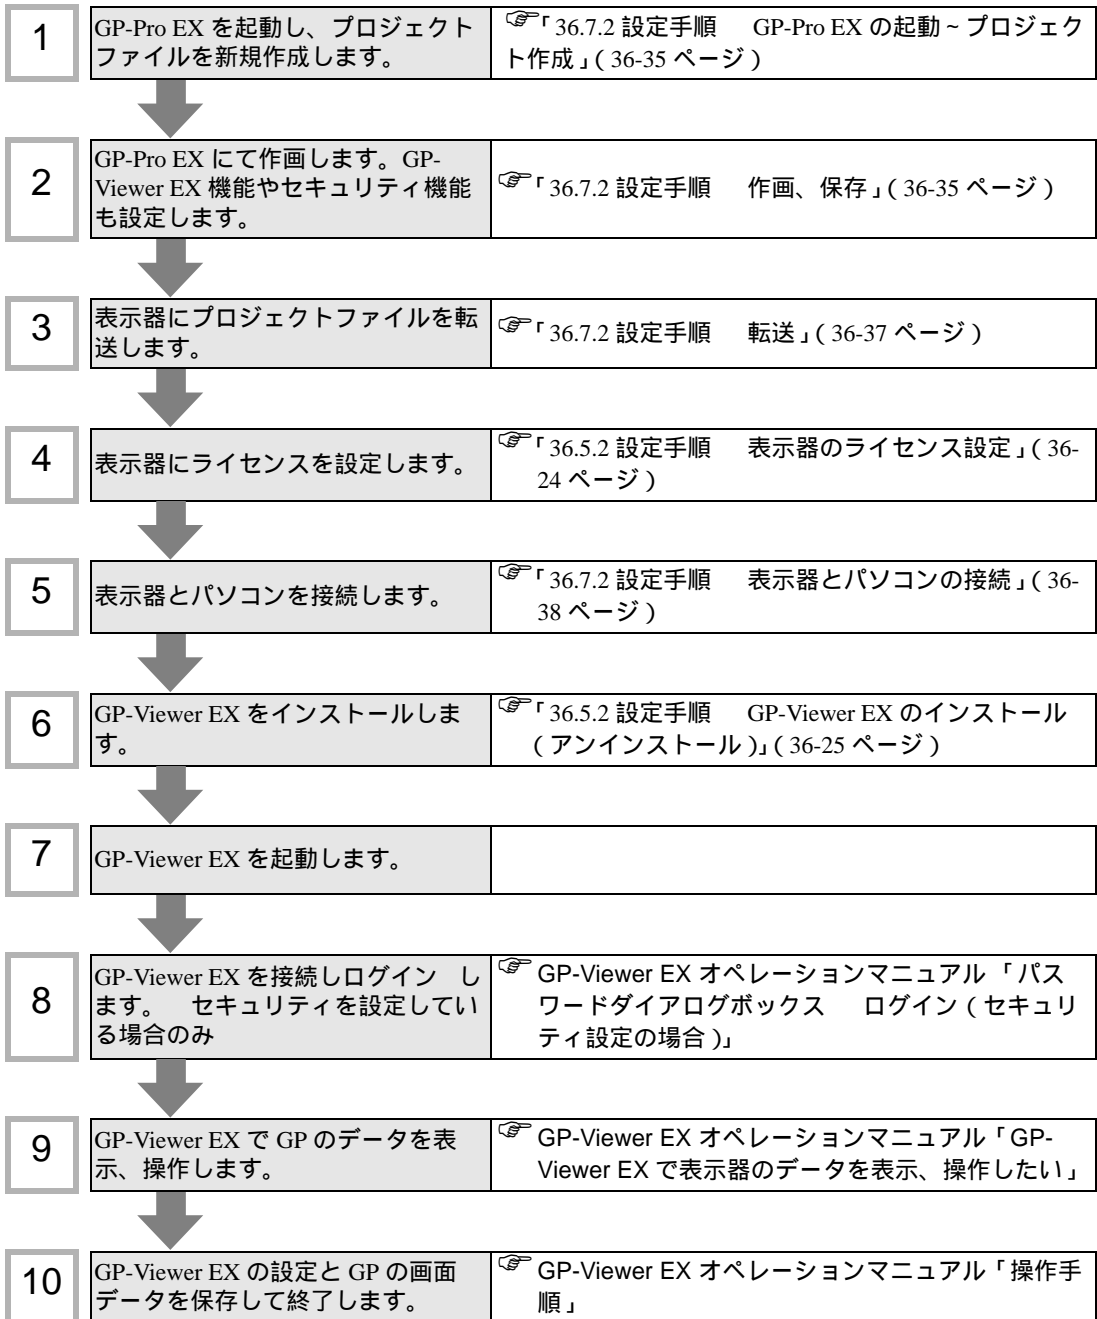 1
GP-Pro EX を起動し、プロジェクト
ファイルを新規作成します。
「36.7.2 設定手順　GP-Pro EX の起動～プロジェク
ト作成」( 36-35 ページ )
2
GP-Pro EX にて作画します。GP-
Viewer EX 機能やセキュリティ機能
も設定します。
「36.7.2 設定手順　作画、保存」( 36-35 ページ )
3
表示器にプロジェクトファイルを転
送します。
「36.7.2 設定手順　転送」( 36-37 ページ )
4
表示器にライセンスを設定します。
「36.5.2 設定手順　表示器のライセンス設定」( 36-
24 ページ )
5
表示器とパソコンを接続します。
「36.7.2 設定手順　表示器とパソコンの接続」( 36-
38 ページ )
6
GP-Viewer EX をインストールしま
す。
「36.5.2 設定手順　GP-Viewer EX のインストール
( アンインストール )」( 36-25 ページ )
7
GP-Viewer EX を起動します。
8
GP-Viewer EX を接続しログイン　し
ます。　セキュリティを設定してい
る場合のみ
GP-Viewer EX オペレーションマニュアル 「パス
ワードダイアログボックス　ログイン ( セキュリ
ティ設定の場合 )」
9
GP-Viewer EX で GP のデータを表
示、操作します。
GP-Viewer EX オペレーションマニュアル「GP-
Viewer EX で表示器のデータを表示、操作したい」
10
GP-Viewer EX の設定と GP の画面
データを保存して終了します。
GP-Viewer EX オペレーションマニュアル「操作手
順」